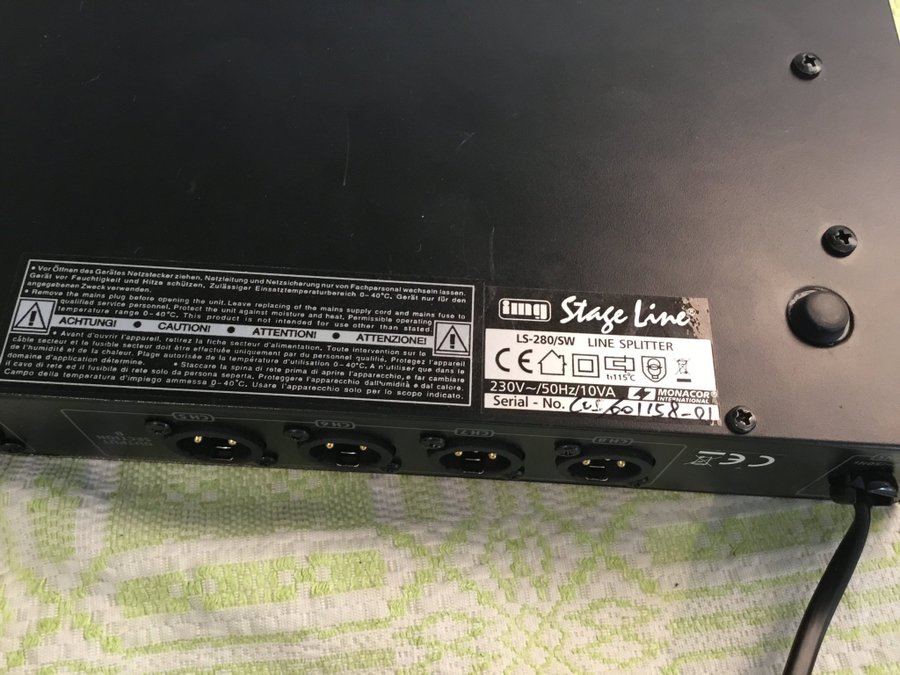 • Vor Öffnen des Gerätes Netzstecker ziehen, Netzleitung und Netzsicherung nur von Fachpersonal wechseln lassen.
Gerät vor Feuchtigkeit und Hitze schützen, Zulässiger Einsatztemperaturbereich 0–40°C, Gerät nur für den
angegebenen Zweck verwenden.
• Remove the mains plug before opening the unit. Leave replacing of the mains supply cord and mains fuse to
qualified service personnel. Protect the unit against moisture and heat. Permissible operating
temperature range 0–40°C. This product is not intended for use other than stated.
ACHTUNG! • CAUTION! • ATTENTION! • ATTENZIONE!
• Avant d'ouvrir l'appareil, retirez la fiche secteur d'alimentation. Toute intervention sur le
câble secteur et le fusible secteur doit être effectuée uniquement par du personnel qualifié. Protégez l'appareil
de l'humidité et de la chaleur. Plage autorisée de la température d'utilisation 0–40°C, A n'utiliser que dans le
domaine d'application déterminé. • Staccare la spina di rete prima di aprire l'apparecchio, e far cambiare
il cavo di rete ed il fusibile di rete solo da persona esperta. Proteggere l'apparecchio dall'umidità e dal calore.
Campo della temperatura d'impiego ammessa 0–40°C. Usare l'apparecchio solo per lo scopo indicato.
img Stage Line®
LS-280/SW LINE SPLITTER
CE t:115°C
230V~/50Hz/10VA MONACOR®
INTERNATIONAL
Serial - No.
CH 5 CH 6 CH 7 CH 8
CE